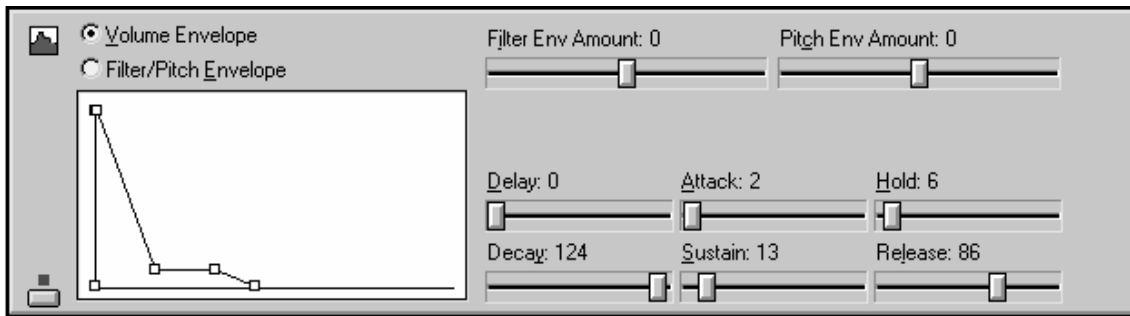 Volume Envelope
Filter/Pitch Envelope
Filter Env Amount: 0
Pitch Env Amount: 0
Delay: 0
Attack: 2
Hold: 6
Decay: 124
Sustain: 13
Release: 86